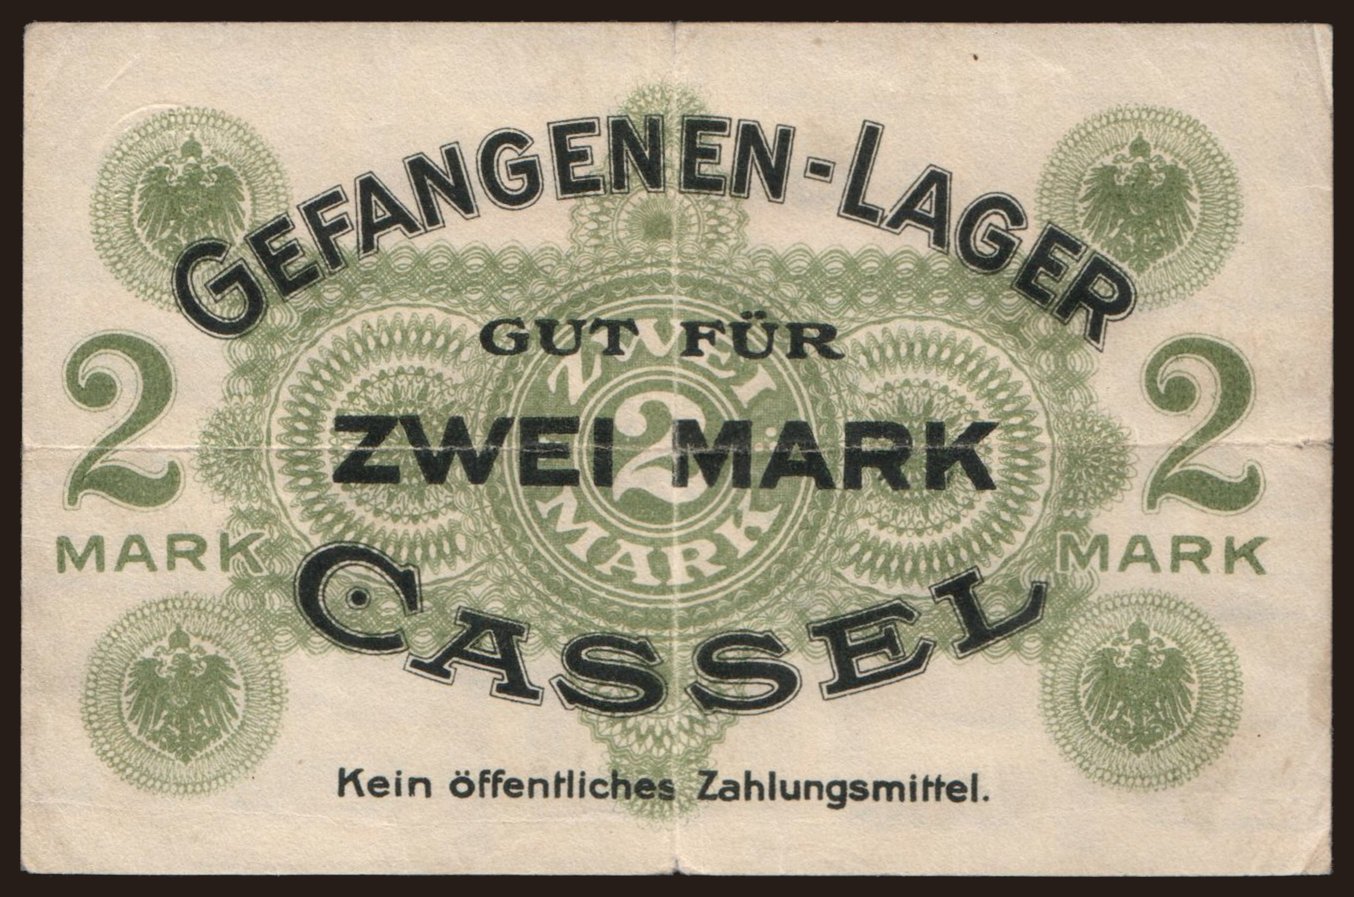 GEFANGENEN-LAGER
GUT FÜR
ZWEI
2
MARK
2
MARK
2
MARK
ZWEI MARK
CASSEL
Kein öffentliches Zahlungsmittel.